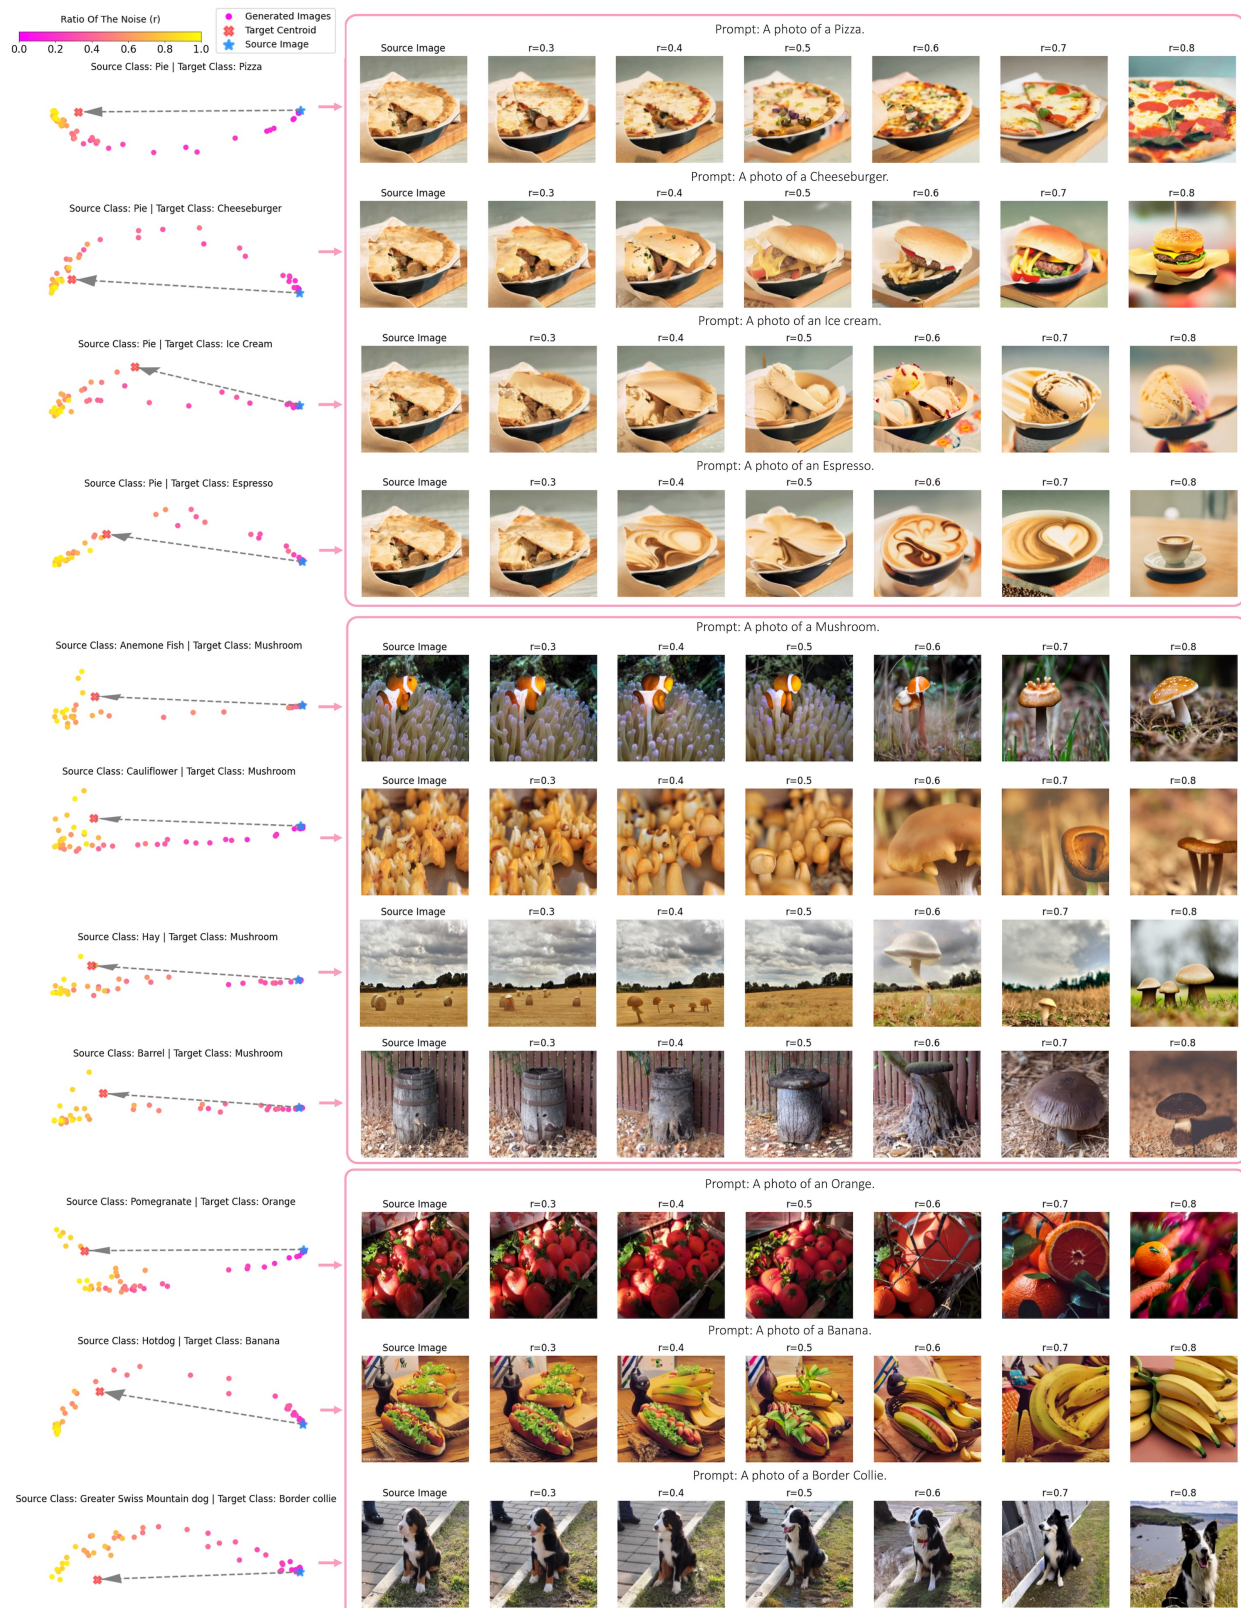 Ratio Of The Noise (r)
0.0 0.2 0.4 0.6 0.8 1.0
Generated Images
Target Centroid
Source Image
Source Class: Pie | Target Class: Pizza
Prompt: A photo of a Pizza.
Source Image r=0.3 r=0.4 r=0.5 r=0.6 r=0.7 r=0.8
Source Class: Pie | Target Class: Cheeseburger
Prompt: A photo of a Cheeseburger.
Source Image r=0.3 r=0.4 r=0.5 r=0.6 r=0.7 r=0.8
Source Class: Pie | Target Class: Ice Cream
Prompt: A photo of an Ice cream.
Source Image r=0.3 r=0.4 r=0.5 r=0.6 r=0.7 r=0.8
Source Class: Pie | Target Class: Espresso
Prompt: A photo of an Espresso.
Source Image r=0.3 r=0.4 r=0.5 r=0.6 r=0.7 r=0.8
Source Class: Anemone Fish | Target Class: Mushroom
Prompt: A photo of a Mushroom.
Source Image r=0.3 r=0.4 r=0.5 r=0.6 r=0.7 r=0.8
Source Class: Cauliflower | Target Class: Mushroom
Source Image r=0.3 r=0.4 r=0.5 r=0.6 r=0.7 r=0.8
Source Class: Hay | Target Class: Mushroom
Source Image r=0.3 r=0.4 r=0.5 r=0.6 r=0.7 r=0.8
Source Class: Barrel | Target Class: Mushroom
Source Image r=0.3 r=0.4 r=0.5 r=0.6 r=0.7 r=0.8
Source Class: Pomegranate | Target Class: Orange
Prompt: A photo of an Orange.
Source Image r=0.3 r=0.4 r=0.5 r=0.6 r=0.7 r=0.8
Source Class: Hotdog | Target Class: Banana
Prompt: A photo of a Banana.
Source Image r=0.3 r=0.4 r=0.5 r=0.6 r=0.7 r=0.8
Source Class: Greater Swiss Mountain dog | Target Class: Border collie
Prompt: A photo of a Border Collie.
Source Image r=0.3 r=0.4 r=0.5 r=0.6 r=0.7 r=0.8